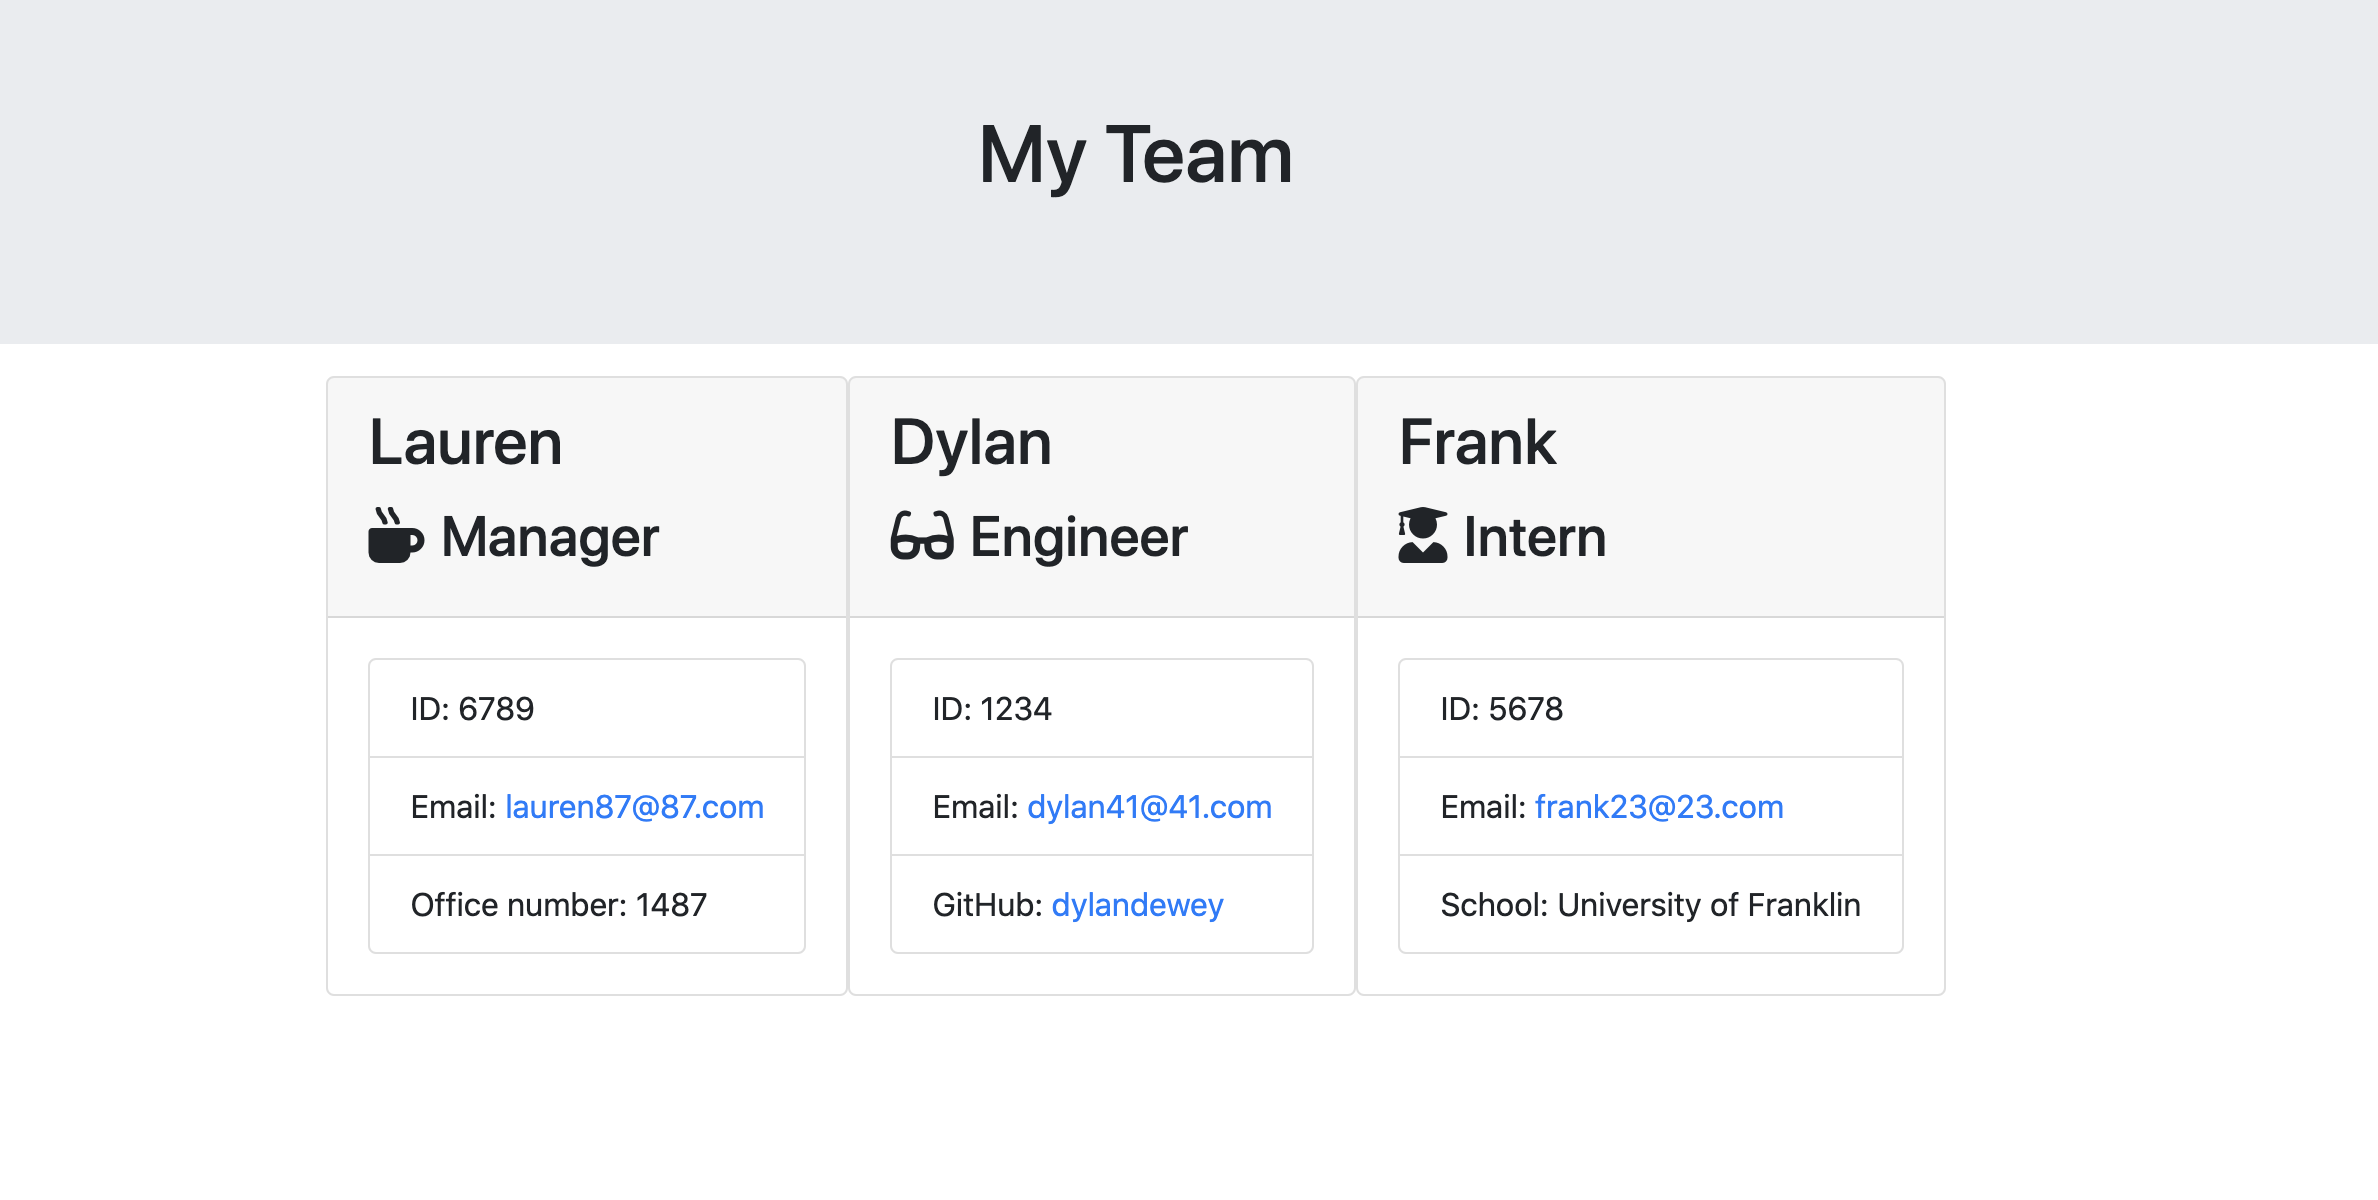 My Team
Lauren
Manager
ID: 6789
Email: lauren87@87.com
Office number: 1487
Dylan
Engineer
ID: 1234
Email: dylan41@41.com
GitHub: dylandewey
Frank
Intern
ID: 5678
Email: frank23@23.com
School: University of Franklin